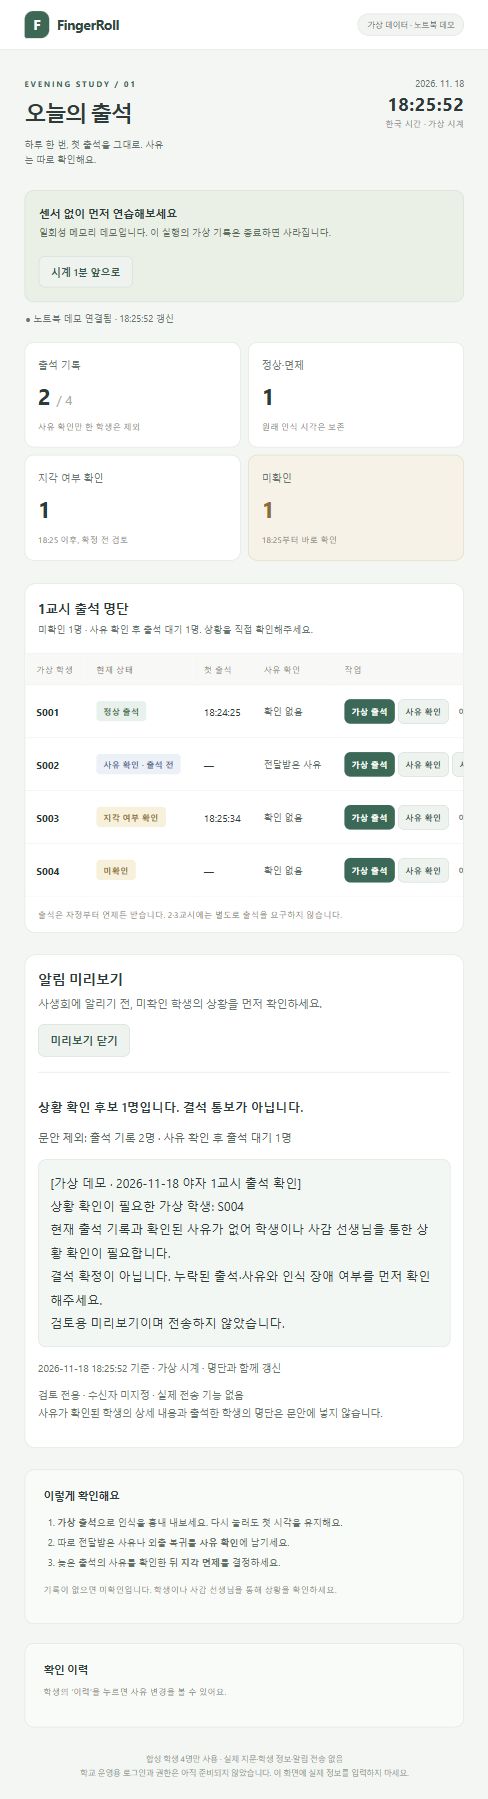 F FingerRoll
가상 데이터 · 노트북 데모
EVENING STUDY / 01
오늘의 출석
하루 한 번, 첫 출석을 그대로. 사유
는 따로 확인해요.
2026. 11. 18
18:25:52
한국 시간 · 가상 시계
센서 없이 먼저 연습해보세요
일회성 메모리 데모입니다. 이 실행의 가상 기록은 종료하면 사라집니다.
시계 1분 앞으로
● 노트북 데모 연결됨 · 18:25:52 갱신
출석 기록
2 / 4
사유 확인만 한 학생은 제외
정상·면제
1
원래 인식 시각은 보존
지각 여부 확인
1
18:25 이후, 확정 전 검토
미확인
1
18:25부터 바로 확인
1교시 출석 명단
미확인 1명 · 사유 확인 후 출석 대기 1명. 상황을 직접 확인해주세요.
가상 학생 현재 상태 첫 출석 사유 확인 작업
S001 정상 출석 18:24:25 확인 없음 가상 출석 사유 확인
S002 사유 확인 · 출석 전 — 전달받은 사유 가상 출석 사유 확인
S003 지각 여부 확인 18:25:34 확인 없음 가상 출석 사유 확인
S004 미확인 — 확인 없음 가상 출석 사유 확인
출석은 자정부터 언제든 받습니다. 2·3교시에는 별도로 출석을 요구하지 않습니다.
알림 미리보기
사생회에 알리기 전, 미확인 학생의 상황을 먼저 확인하세요.
미리보기 닫기
상황 확인 후보 1명입니다. 결석 통보가 아닙니다.
문안 제외: 출석 기록 2명 · 사유 확인 후 출석 대기 1명
[가상 데모 · 2026-11-18 야자 1교시 출석 확인]
상황 확인이 필요한 가상 학생: S004
현재 출석 기록과 확인된 사유가 없어 학생이나 사감 선생님을 통한 상
황 확인이 필요합니다.
결석 확정이 아닙니다. 누락된 출석·사유와 인식 장애 여부를 먼저 확인
해주세요.
검토용 미리보기이며 전송하지 않았습니다.
2026-11-18 18:25:52 기준 · 가상 시계 · 명단과 함께 갱신
검토 전용 · 수신자 미지정 · 실제 전송 기능 없음
사유가 확인된 학생의 상세 내용과 출석한 학생의 명단은 문안에 넣지 않습니다.
이렇게 확인해요
1. 가상 출석으로 인식을 흉내 내보세요. 다시 눌러도 첫 시각을 유지해요.
2. 따로 전달받은 사유나 외출 복귀를 사유 확인에 남기세요.
3. 늦은 출석의 사유를 확인한 뒤 지각 면제를 결정하세요.
기록이 없으면 미확인입니다. 학생이나 사감 선생님을 통해 상황을 확인하세요.
확인 이력
학생의 '이력'을 누르면 사유 변경을 볼 수 있어요.
합성 학생 4명만 사용 · 실제 지문·학생 정보·알림 전송 없음
학교 운영용 로그인과 권한은 아직 준비되지 않았습니다. 이 화면에 실제 정보를 입력하지 마세요.